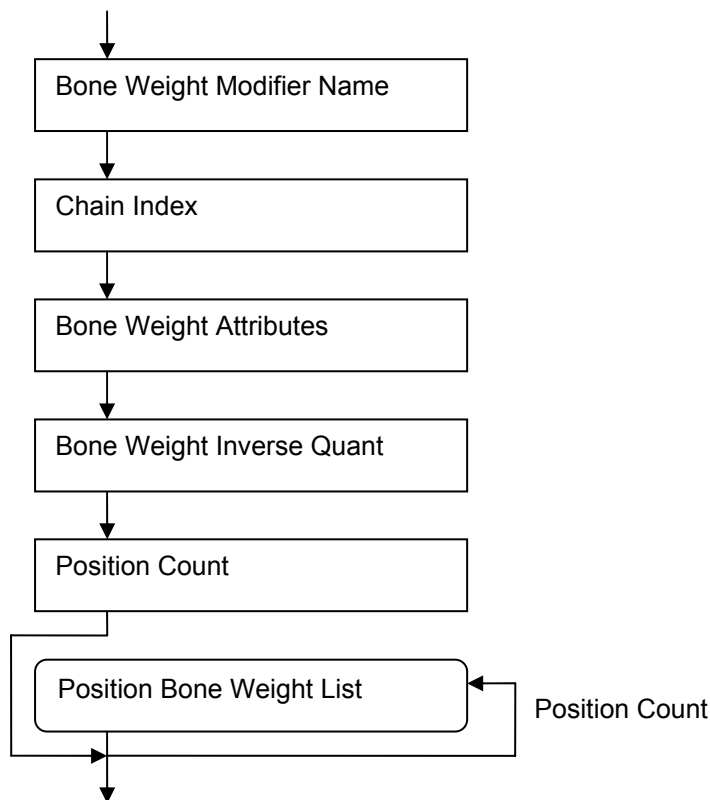 Bone Weight Modifier Name
Chain Index
Bone Weight Attributes
Bone Weight Inverse Quant
Position Count
Position Bone Weight List
Position Count